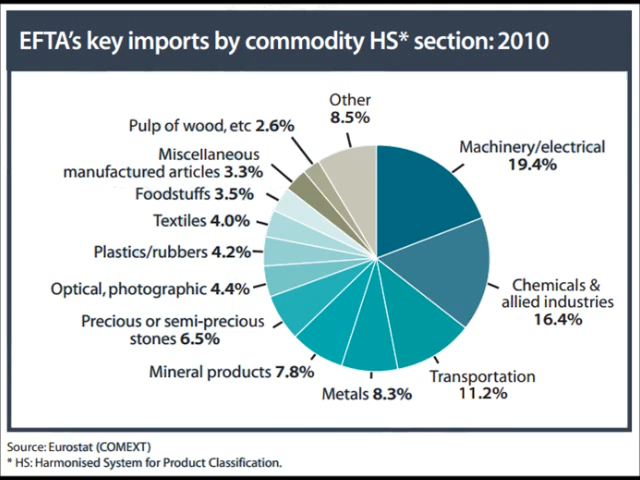 EFTA's key imports by commodity HS* section: 2010
Other
8.5%
Pulp of wood, etc 2.6%
Machinery/electrical
19.4%
Miscellaneous
manufactured articles 3.3%
Foodstuffs 3.5%
Textiles 4.0%
Plastics/rubbers 4.2%
Optical, photographic 4.4%
Chemicals &
allied industries
16.4%
Precious or semi-precious
stones 6.5%
Mineral products 7.8%
Transportation
11.2%
Metals 8.3%
Source: Eurostat (COMEXT)
* HS: Harmonised System for Product Classification.